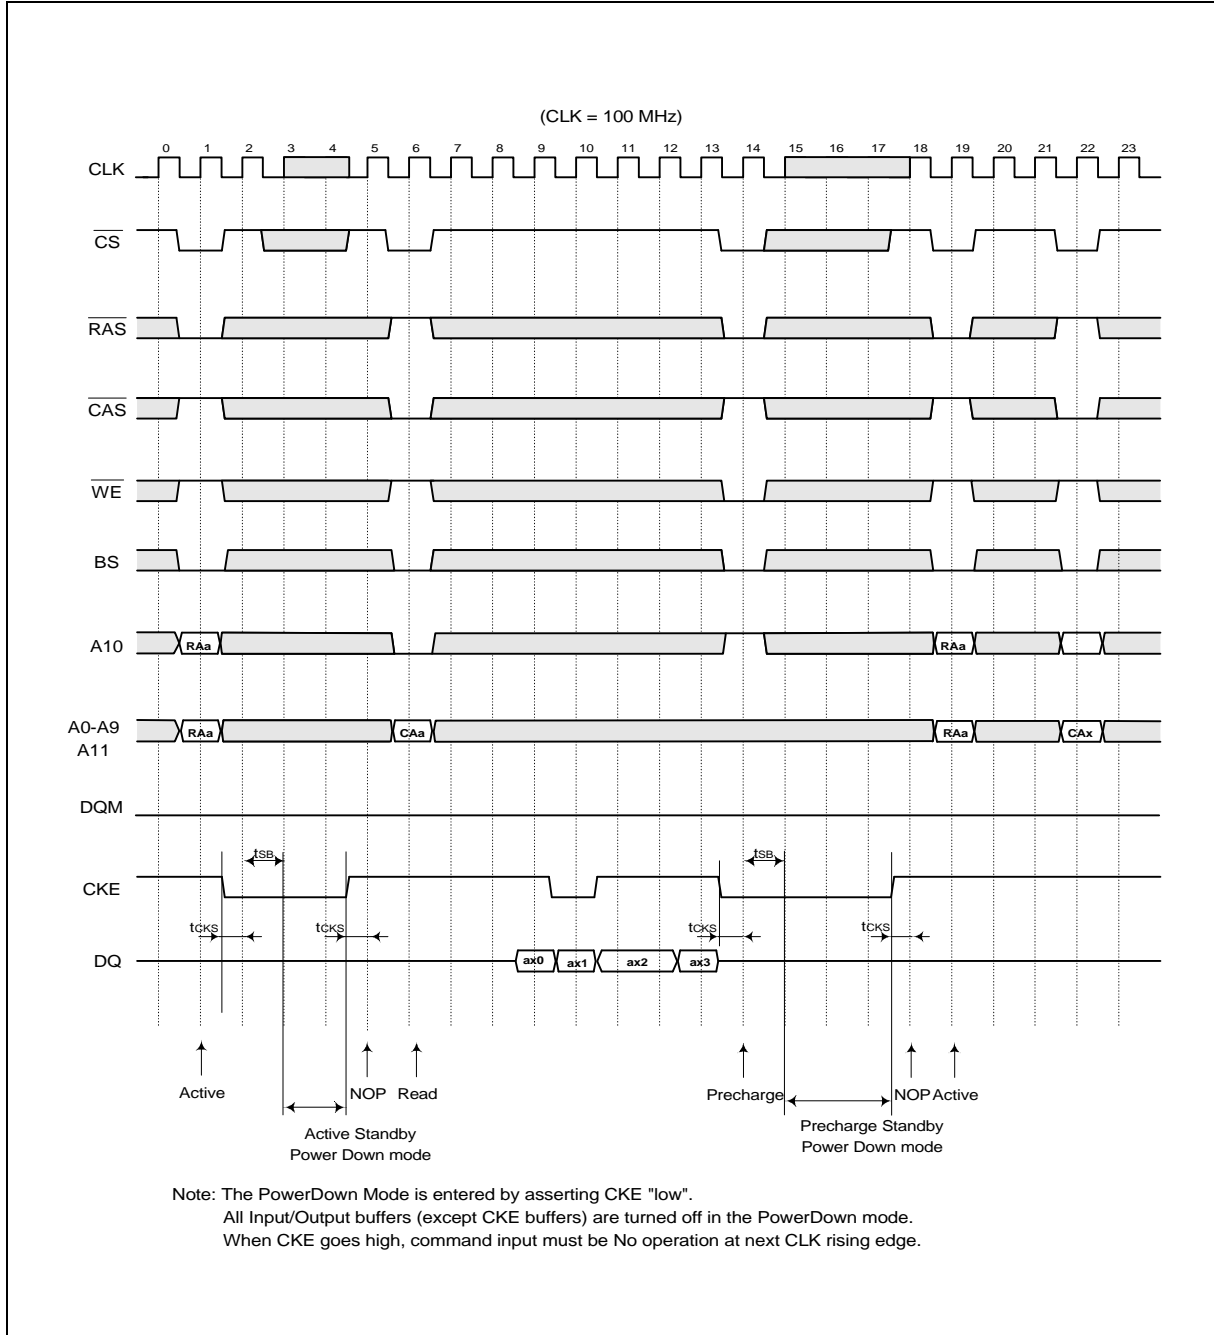 (CLK = 100 MHz)
0 1 2 3 4 5 6 7 8 9 10 11 12 13 14 15 16 17 18 19 20 21 22 23
CLK
CS
RAS
CAS
WE
BS
A10 RAa RAa
A0-A9 RAa CAa RAa CAx
A11
DQM
tSB tSB
CKE
tCKS tCKS tCKS tCKS
DQ ax0 ax1 ax2 ax3
Active NOP Read Precharge NOP Active
Active Standby
Power Down mode
Precharge Standby
Power Down mode
Note: The PowerDown Mode is entered by asserting CKE "low".
All Input/Output buffers (except CKE buffers) are turned off in the PowerDown mode.
When CKE goes high, command input must be No operation at next CLK rising edge.